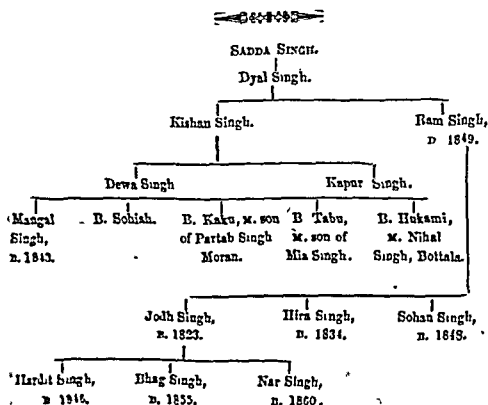 SADDA SINGH.
Dyal Singh.
Kishan Singh. Ram Singh,
D 1849.
Dewa Singh Kapur Singh.
Mangal B. Sobiah. B. Kaku, M. son B Tabu, B. Hukami,
Singh, of Partab Singh M. son of M. Nihal
B. 1843. Moran. Mia Singh. Singh, Bottala.
Jodh Singh, Hira Singh, Sohan Singh,
B. 1823. B. 1834. B. 1848.
Hardit Singh, Bhag Singh, Nar Singh,
B. 1855. B. 1860.